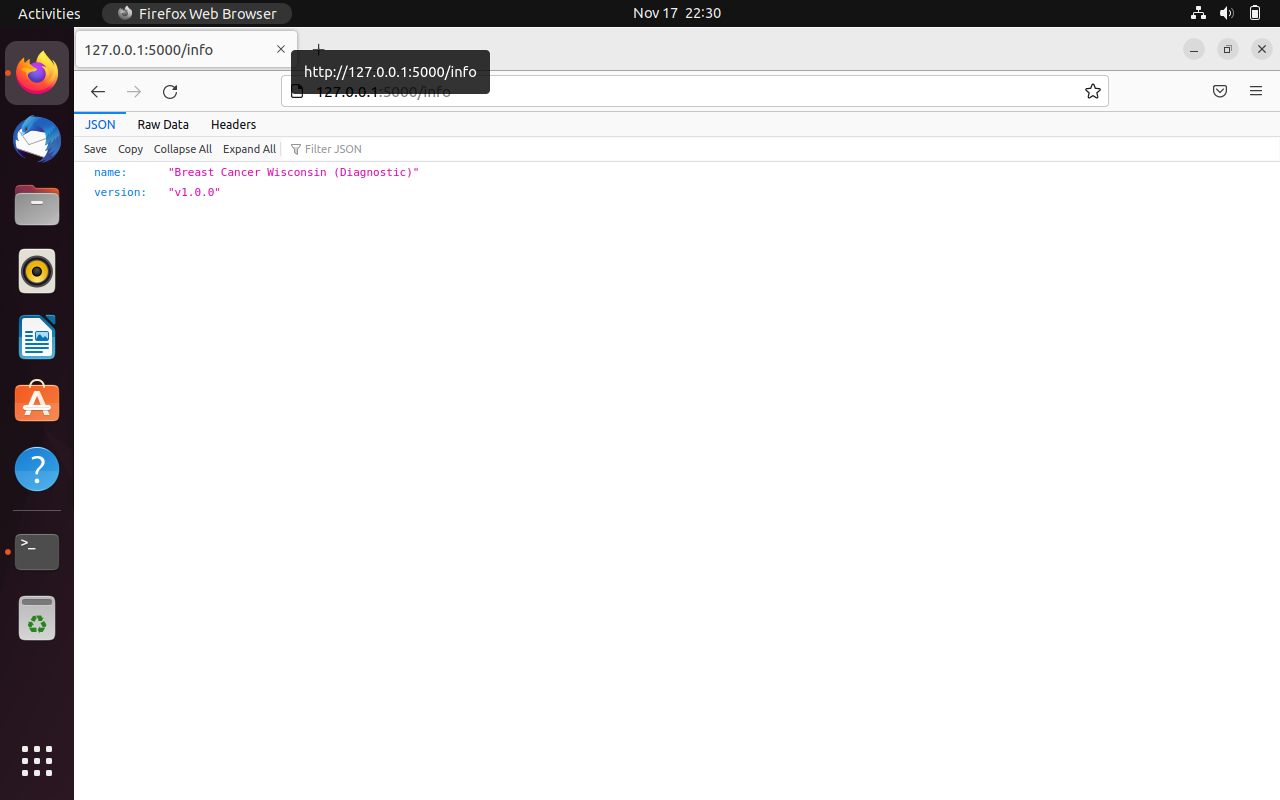 Activities
Firefox Web Browser
Nov 17 22:30
127.0.0.1:5000/info
http://127.0.0.1:5000/info
127.0.0.1:5000/info
JSON
Raw Data
Headers
Save
Copy
Collapse All
Expand All
Filter JSON
name: "Breast Cancer Wisconsin (Diagnostic)"
version: "v1.0.0"